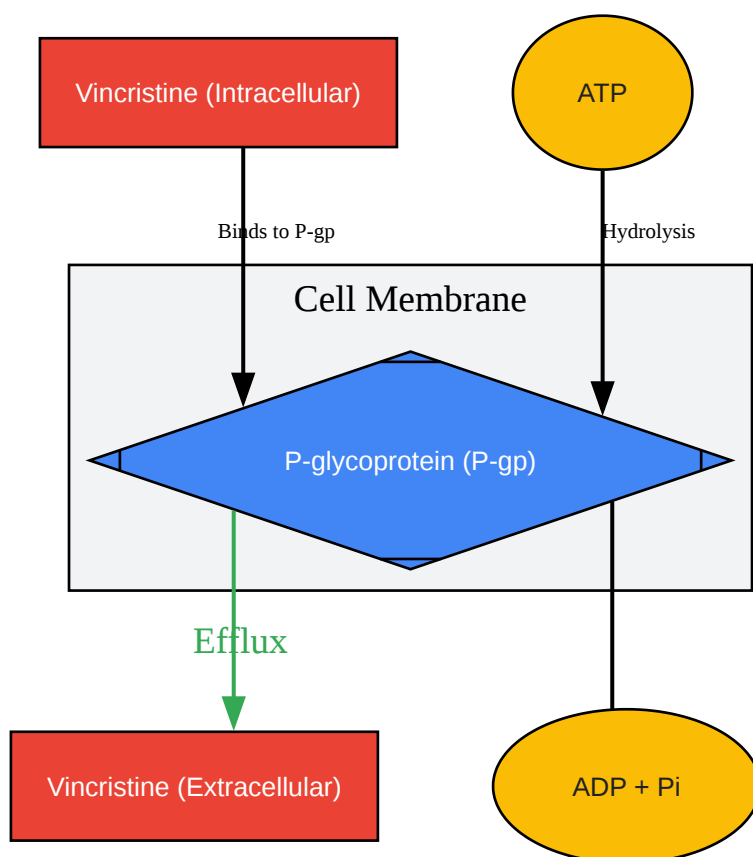 Vincristine (Intracellular)
ATP
Binds to P-gp
Hydrolysis
Cell Membrane
P-glycoprotein (P-gp)
Efflux
Vincristine (Extracellular)
ADP + Pi